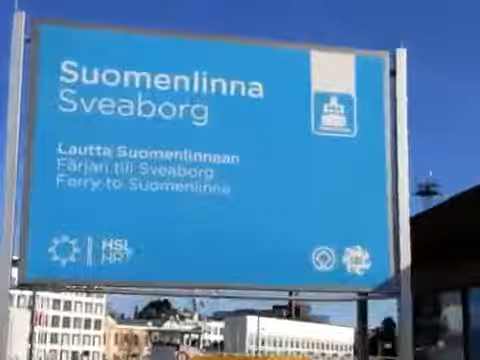 Suomenlinna
Sveaborg
Lautta Suomenlinnaan
Färjan till Sveaborg
Ferry to Suomenlinna
HSL
HRT